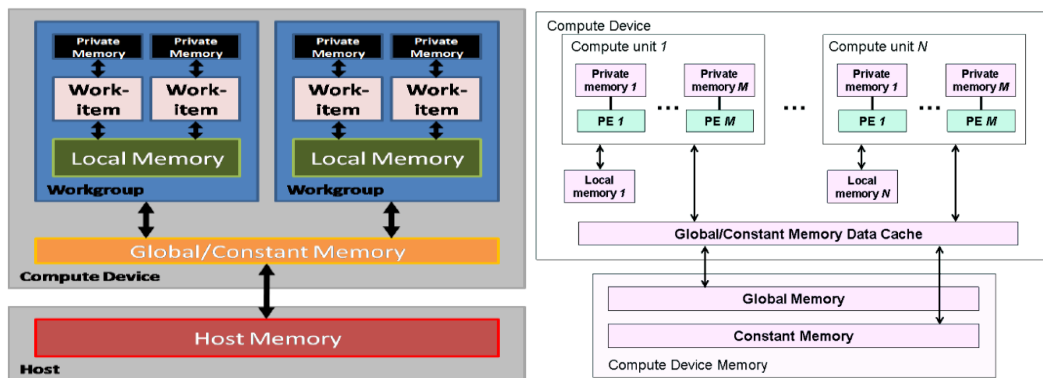 Private
Memory
Private
Memory
Work-
item
Work-
item
Local Memory
Workgroup
Private
Memory
Private
Memory
Work-
item
Work-
item
Local Memory
Workgroup
Global/Constant Memory
Compute Device
Host Memory
Host
Compute Device
Compute unit 1
Private
memory 1
Private
memory M
...
PE 1
PE M
Local
memory 1
...
Compute unit N
Private
memory 1
Private
memory M
...
PE 1
PE M
Local
memory N
Global/Constant Memory Data Cache
Global Memory
Constant Memory
Compute Device Memory